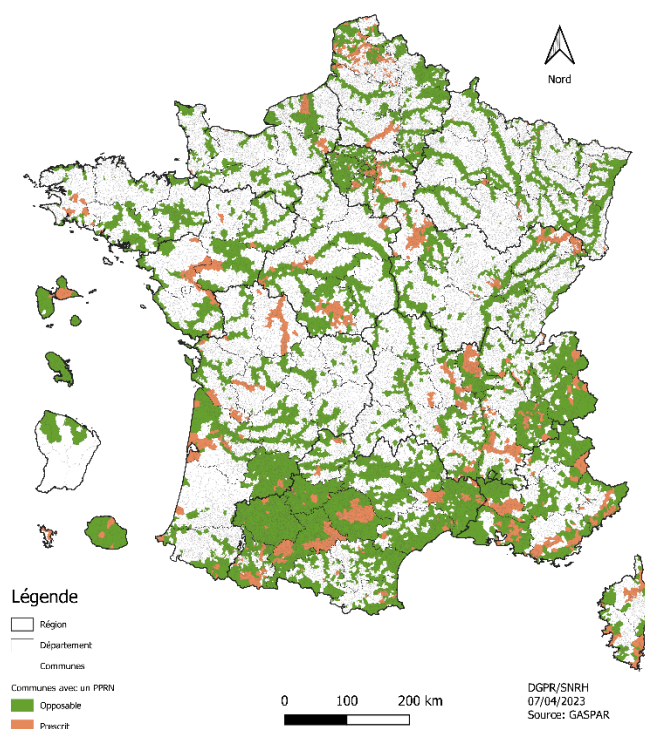 Nord
Légende
Région
Département
Communes
Communes avec un PPRN
Opposable
Prescrit
0 100 200 km
DGPR/SNRH
07/04/2023
Source: GASPAR